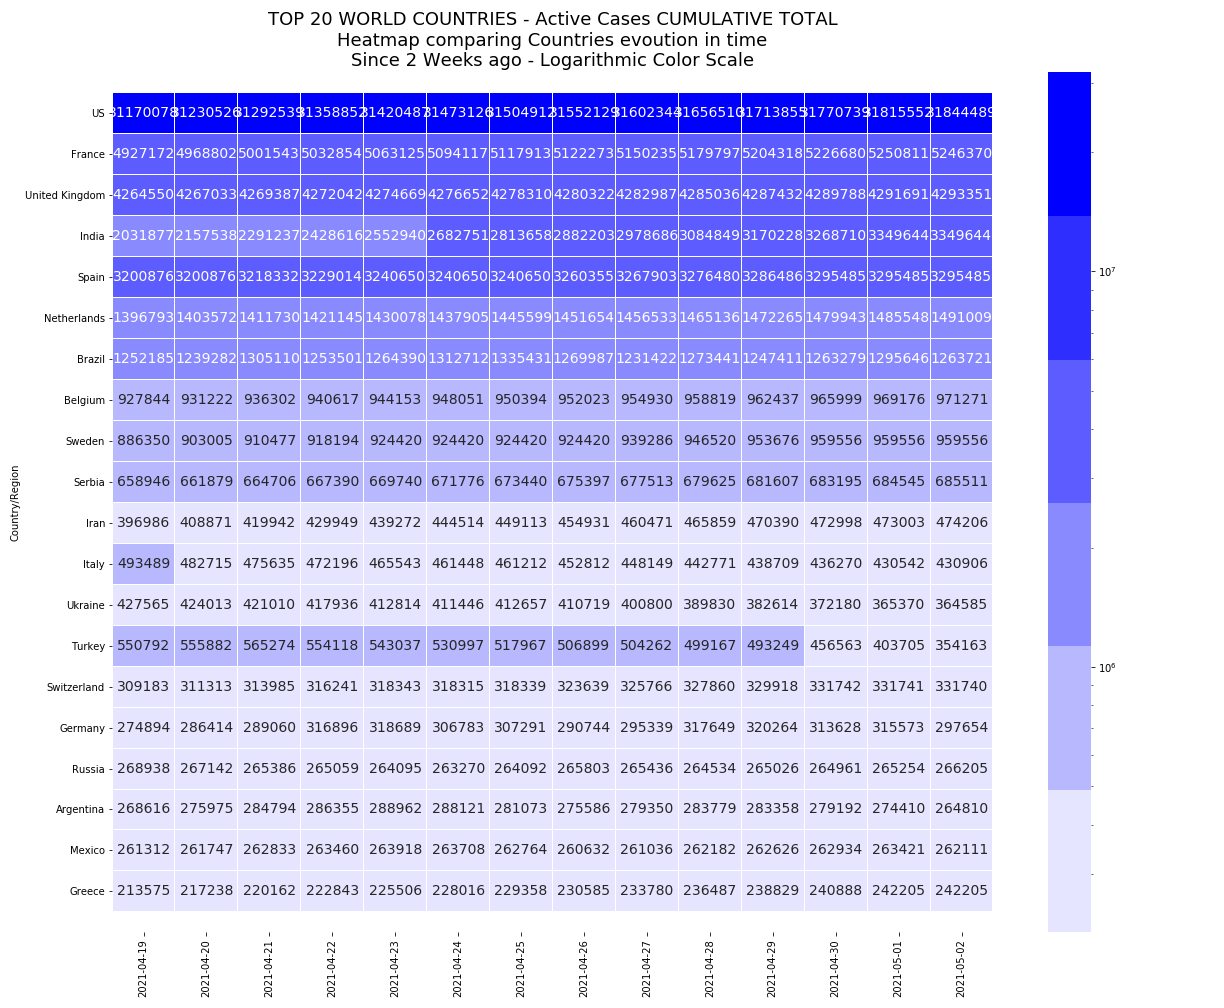 TOP 20 WORLD COUNTRIES - Active Cases CUMULATIVE TOTAL
Heatmap comparing Countries evoution in time
Since 2 Weeks ago - Logarithmic Color Scale
Country/Region
US 31170078 31230526 31292539 31358852 31420487 31473126 31504912 31552129 31602344 31656510 31713855 31770739 31815552 31844489
France 4927172 4968802 5001543 5032854 5063125 5094117 5117913 5122273 5150235 5179797 5204318 5226680 5250811 5246370
United Kingdom 4264550 4267033 4269387 4272042 4274669 4276652 4278310 4280322 4282987 4285036 4287432 4289788 4291691 4293351
India 2031877 2157538 2291237 2428616 2552940 2682751 2813658 2882203 2978686 3084849 3170228 3268710 3349644 3349644
Spain 3200876 3200876 3218332 3229014 3240650 3240650 3240650 3260355 3267903 3276480 3286486 3295485 3295485 3295485
Netherlands 1396793 1403572 1411730 1421145 1430078 1437905 1445599 1451654 1456533 1465136 1472265 1479943 1485548 1491009
Brazil 1252185 1239282 1305110 1253501 1264390 1312712 1335431 1269987 1231422 1273441 1247411 1263279 1295646 1263721
Belgium 927844 931222 936302 940617 944153 948051 950394 952023 954930 958819 962437 965999 969176 971271
Sweden 886350 903005 910477 918194 924420 924420 924420 924420 939286 946520 953676 959556 959556 959556
Serbia 658946 661879 664706 667390 669740 671776 673440 675397 677513 679625 681607 683195 684545 685511
Iran 396986 408871 419942 429949 439272 444514 449113 454931 460471 465859 470390 472998 473003 474206
Italy 493489 482715 475635 472196 465543 461448 461212 452812 448149 442771 438709 436270 430542 430906
Ukraine 427565 424013 421010 417936 412814 411446 412657 410719 400800 389830 382614 372180 365370 364585
Turkey 550792 555882 565274 554118 543037 530997 517967 506899 504262 499167 493249 456563 403705 354163
Switzerland 309183 311313 313985 316241 318343 318315 318339 323639 325766 327860 329918 331742 331741 331740
Germany 274894 286414 289060 316896 318689 306783 307291 290744 295339 317649 320264 313628 315573 297654
Russia 268938 267142 265386 265059 264095 263270 264092 265803 265436 264534 265026 264961 265254 266205
Argentina 268616 275975 284794 286355 288962 288121 281073 275586 279350 283779 283358 279192 274410 264810
Mexico 261312 261747 262833 263460 263918 263708 262764 260632 261036 262182 262626 262934 263421 262111
Greece 213575 217238 220162 222843 225506 228016 229358 230585 233780 236487 238829 240888 242205 242205
2021-04-19 2021-04-20 2021-04-21 2021-04-22 2021-04-23 2021-04-24 2021-04-25 2021-04-26 2021-04-27 2021-04-28 2021-04-29 2021-04-30 2021-05-01 2021-05-02
10⁷
10⁶